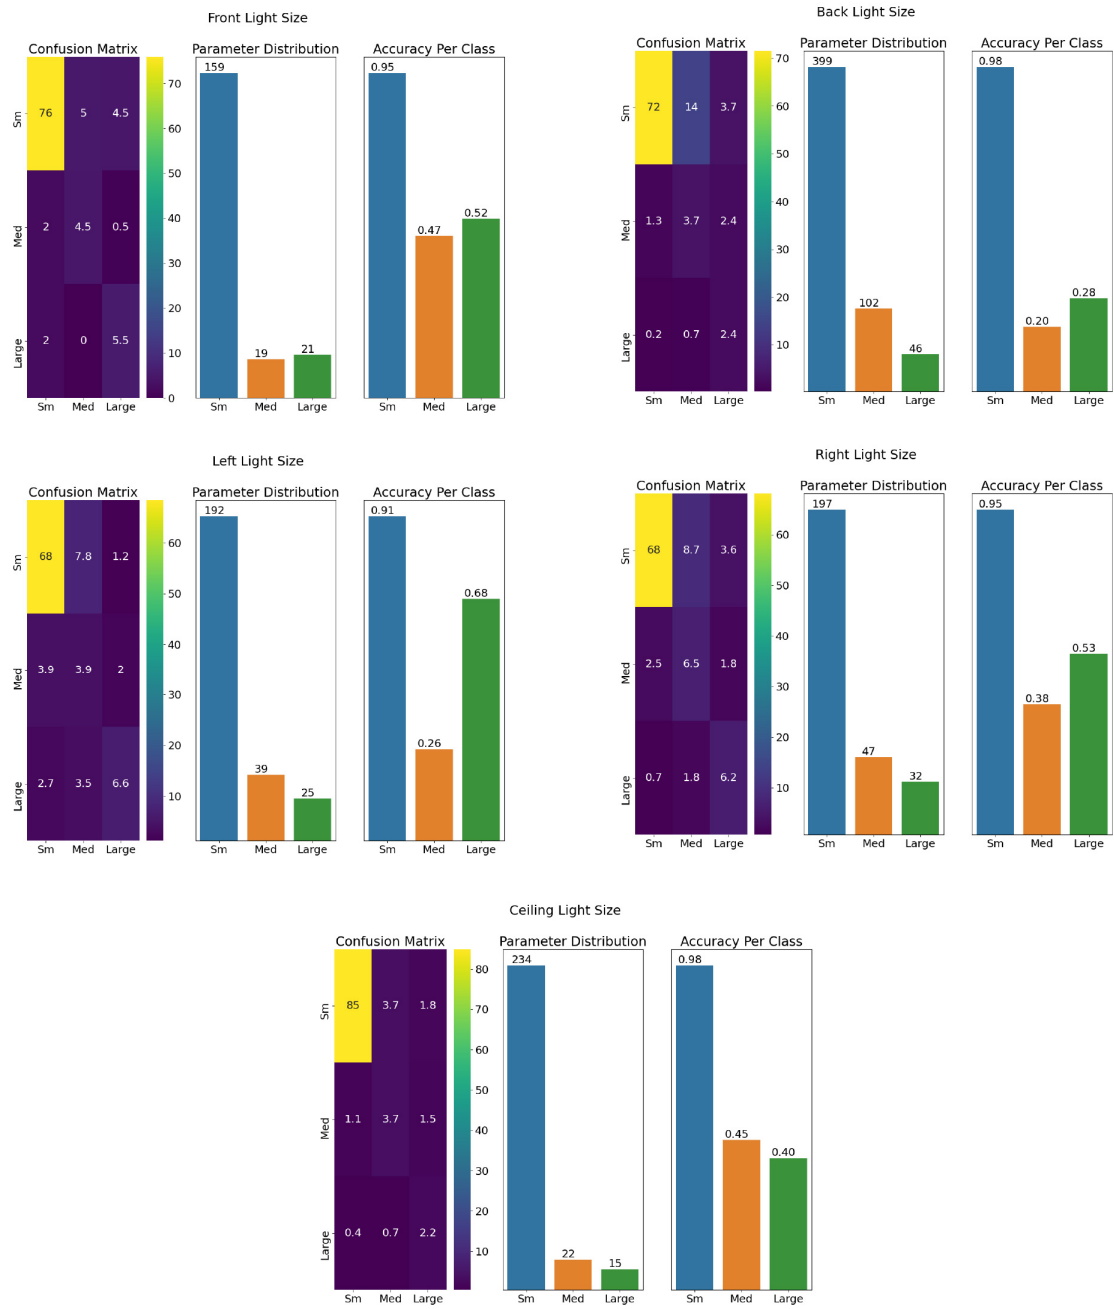 Front Light Size
Confusion Matrix
Sm
Med
Large
76 5 4.5
2 4.5 0.5
2 0 5.5
Sm Med Large
70
60
50
40
30
20
10
0
Parameter Distribution
159
19
21
Sm Med Large
Accuracy Per Class
0.95
0.47
0.52
Sm Med Large
Back Light Size
Confusion Matrix
Sm
Med
Large
72 14 3.7
1.3 3.7 2.4
0.2 0.7 2.4
Sm Med Large
70
60
50
40
30
20
10
Parameter Distribution
399
102
46
Sm Med Large
Accuracy Per Class
0.98
0.20
0.28
Sm Med Large
Left Light Size
Confusion Matrix
Sm
Med
Large
68 7.8 1.2
3.9 3.9 2
2.7 3.5 6.6
Sm Med Large
60
50
40
30
20
10
Parameter Distribution
192
39
25
Sm Med Large
Accuracy Per Class
0.91
0.26
0.68
Sm Med Large
Right Light Size
Confusion Matrix
Sm
Med
Large
68 8.7 3.6
2.5 6.5 1.8
0.7 1.8 6.2
Sm Med Large
60
50
40
30
20
10
Parameter Distribution
197
47
32
Sm Med Large
Accuracy Per Class
0.95
0.38
0.53
Sm Med Large
Ceiling Light Size
Confusion Matrix
Sm
Med
Large
85 3.7 1.8
1.1 3.7 1.5
0.4 0.7 2.2
Sm Med Large
80
70
60
50
40
30
20
10
Parameter Distribution
234
22
15
Sm Med Large
Accuracy Per Class
0.98
0.45
0.40
Sm Med Large